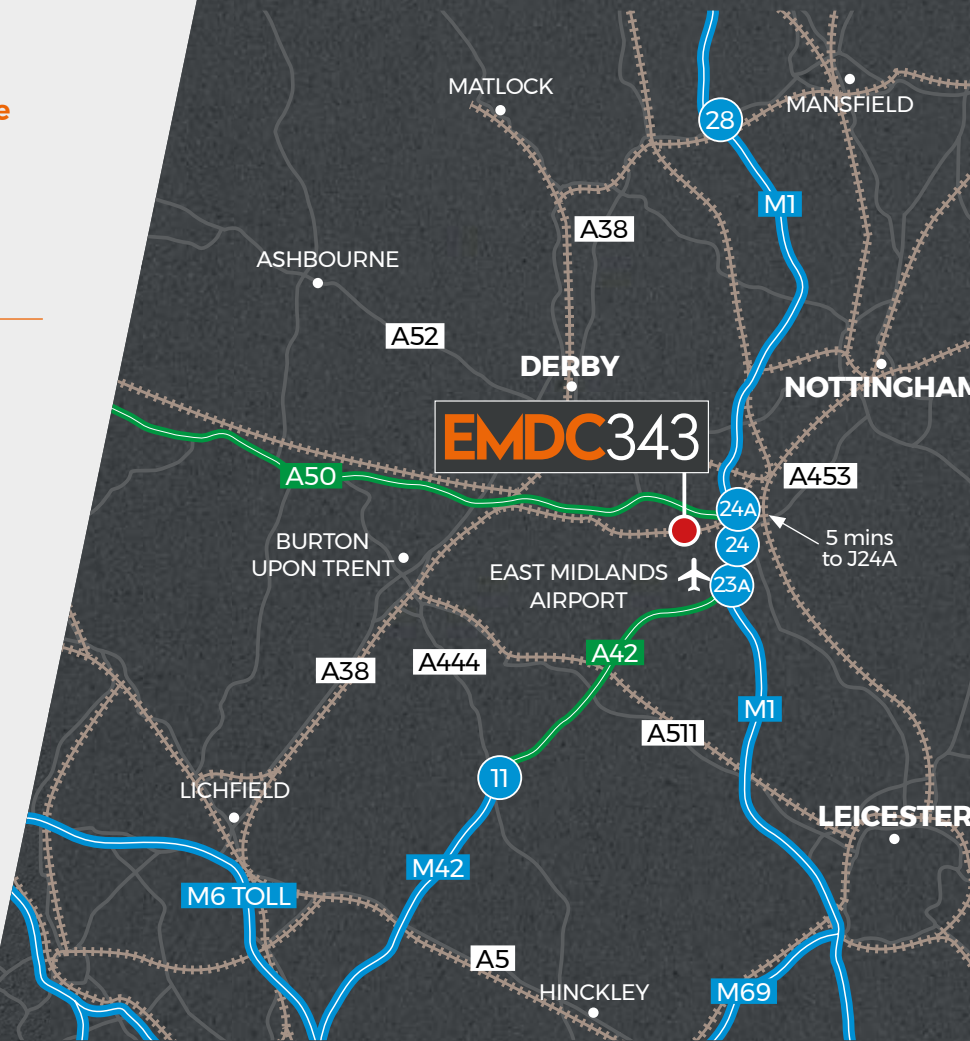 e
MATLOCK
MANSFIELD
28
M1
A38
ASHBOURNE
A52
DERBY
NOTTINGHAM
EMDC343
A50
A453
24A
5 mins
to J24A
24
BURTON
UPON TRENT
EAST MIDLANDS
AIRPORT
23A
A42
A444
A38
M1
A511
11
LICHFIELD
LEICESTER
M42
M6 TOLL
A5
HINCKLEY
M69